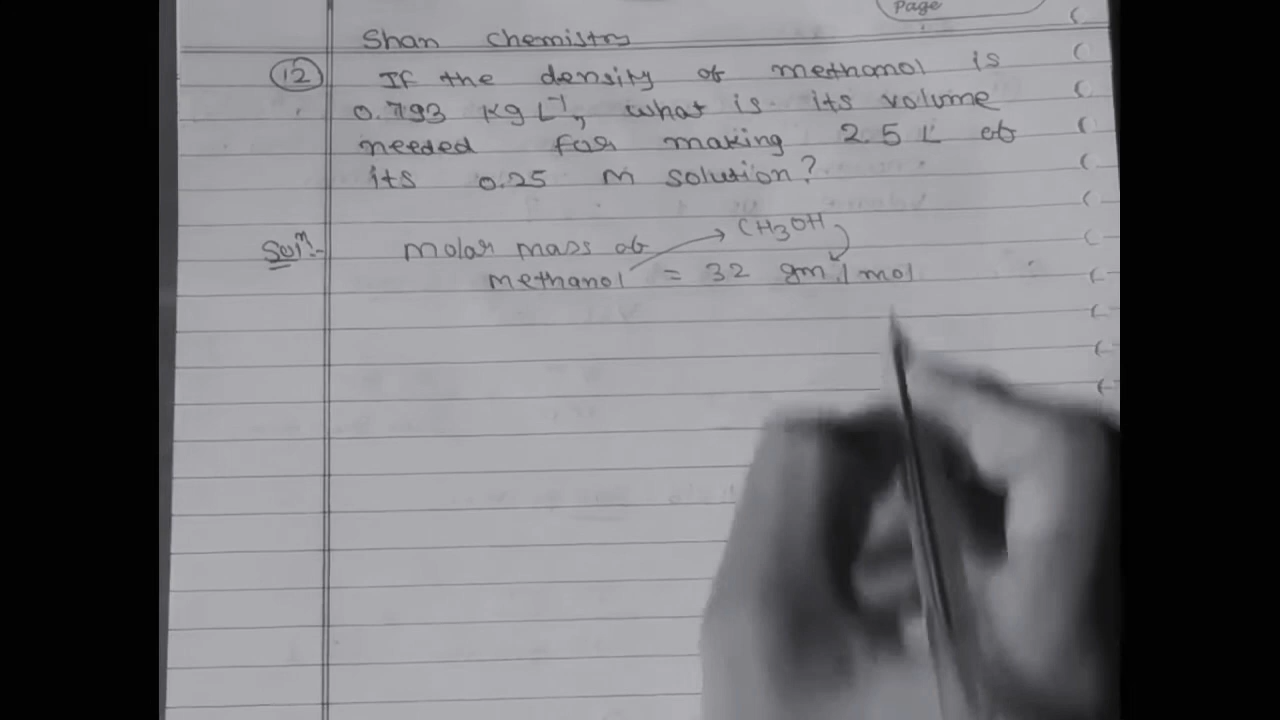 Page
Shan chemistry
12 If the density of methanol is
0.793 kg L⁻¹, what is its volume
needed for making 2.5 L of
its 0.25 M solution?
Solⁿ:- Molar mass of CH3OH
methanol = 32 gm/mol